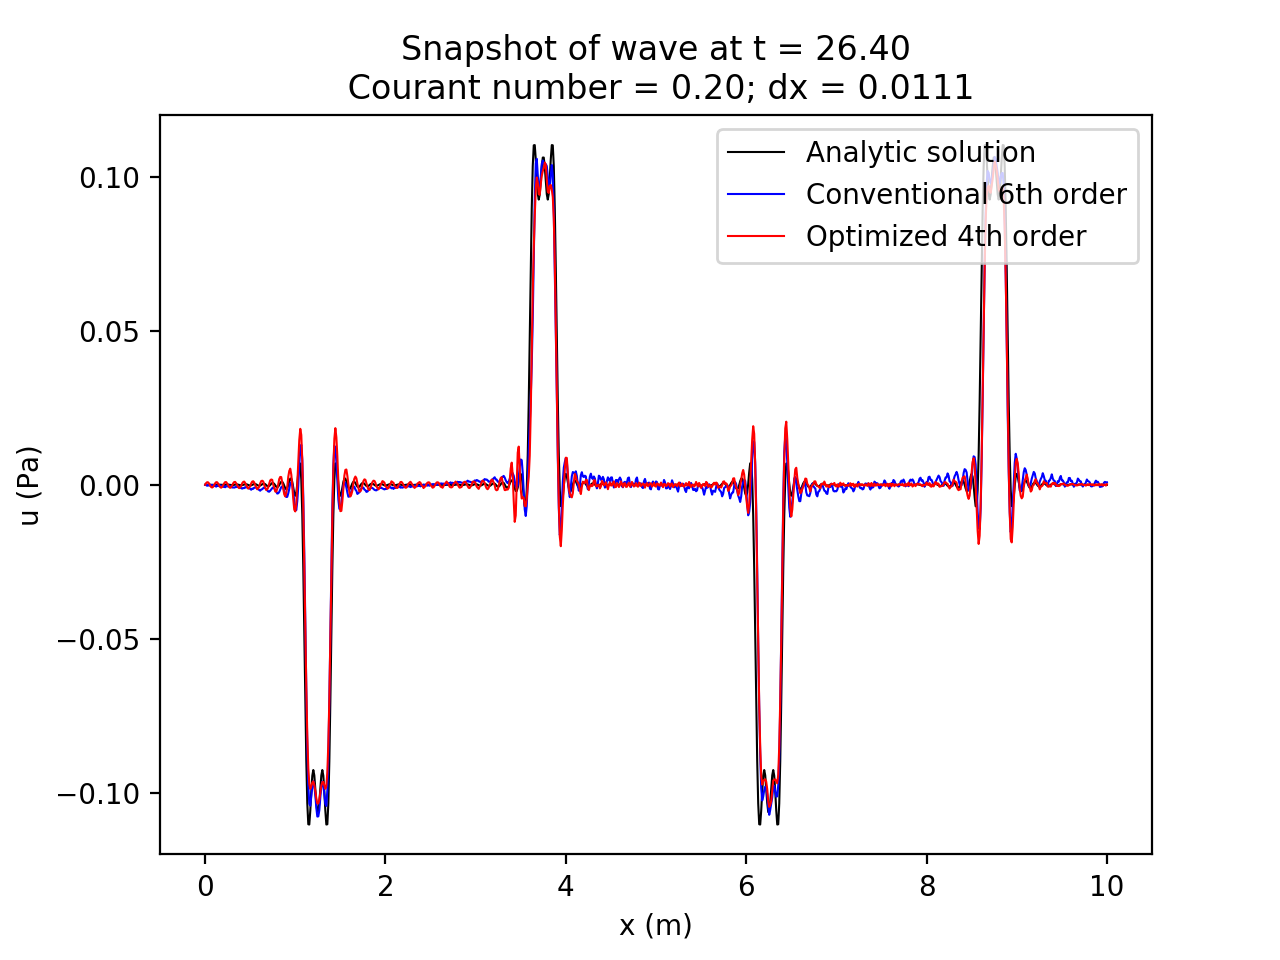 Snapshot of wave at t = 26.40
Courant number = 0.20; dx = 0.0111
Analytic solution
Conventional 6th order
Optimized 4th order
0.10
0.05
0.00
−0.05
−0.10
u (Pa)
0 2 4 6 8 10
x (m)